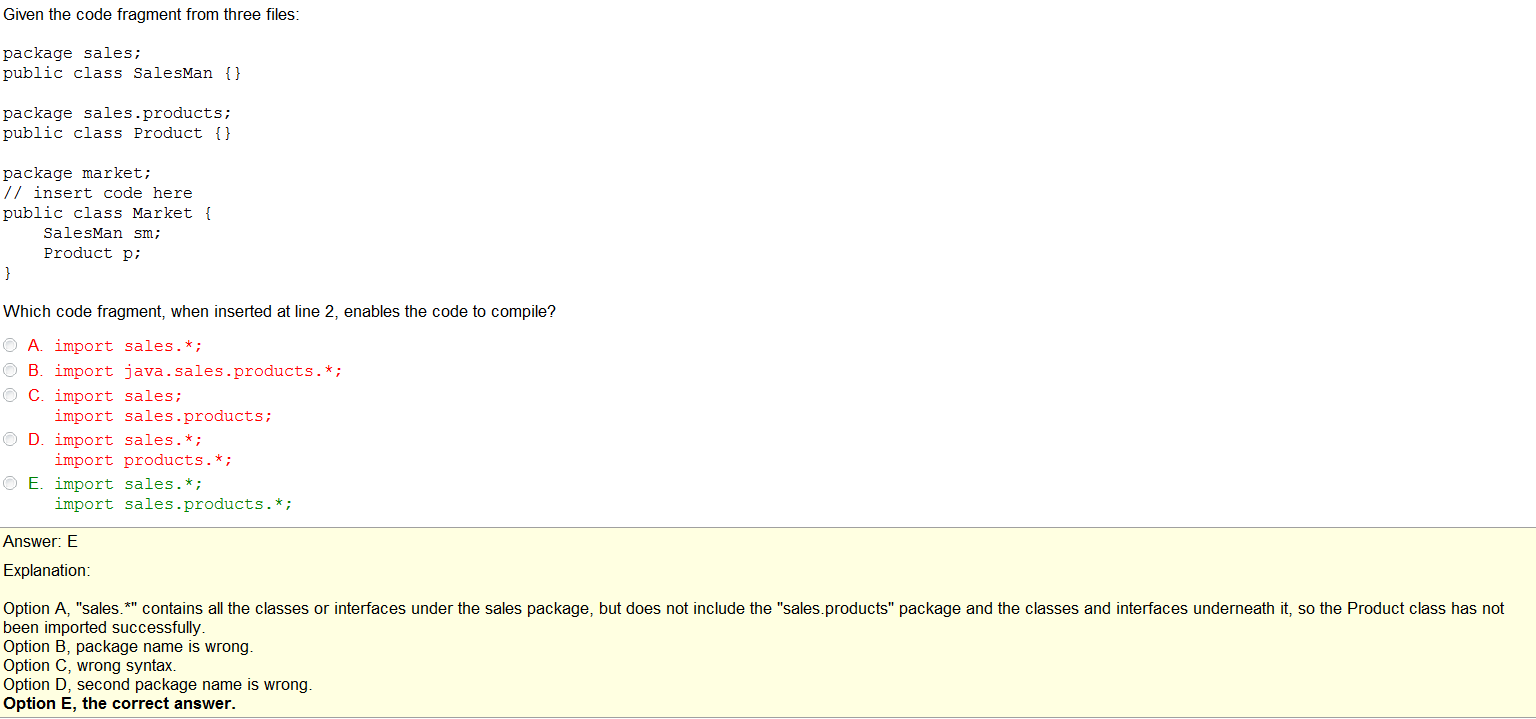 Given the code fragment from three files:
package sales;
public class SalesMan {}
package sales.products;
public class Product {}
package market;
// insert code here
public class Market {
    SalesMan sm;
    Product p;
}
Which code fragment, when inserted at line 2, enables the code to compile?
A. import sales.*;
B. import java.sales.products.*;
C. import sales;
import sales.products;
D. import sales.*;
import products.*;
E. import sales.*;
import sales.products.*;
Answer: E
Explanation:
Option A, "sales.*" contains all the classes or interfaces under the sales package, but does not include the "sales.products" package and the classes and interfaces underneath it, so the Product class has not
been imported successfully.
Option B, package name is wrong.
Option C, wrong syntax.
Option D, second package name is wrong.
Option E, the correct answer.